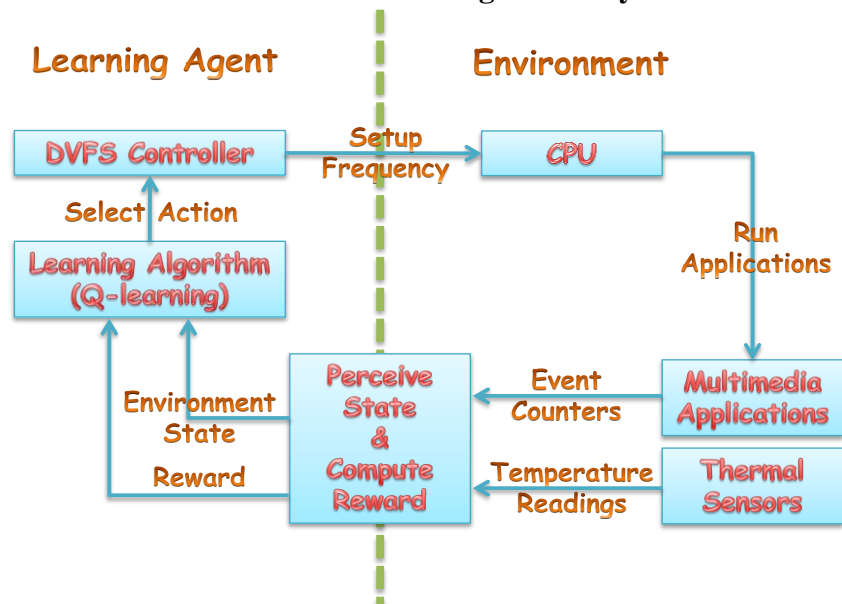 Learning Agent
Environment
DVFS Controller
Setup
Frequency
CPU
Select Action
Run
Applications
Learning Algorithm
(Q-learning)
Perceive
State
&
Compute
Reward
Environment
State
Reward
Event
Counters
Multimedia
Applications
Temperature
Readings
Thermal
Sensors